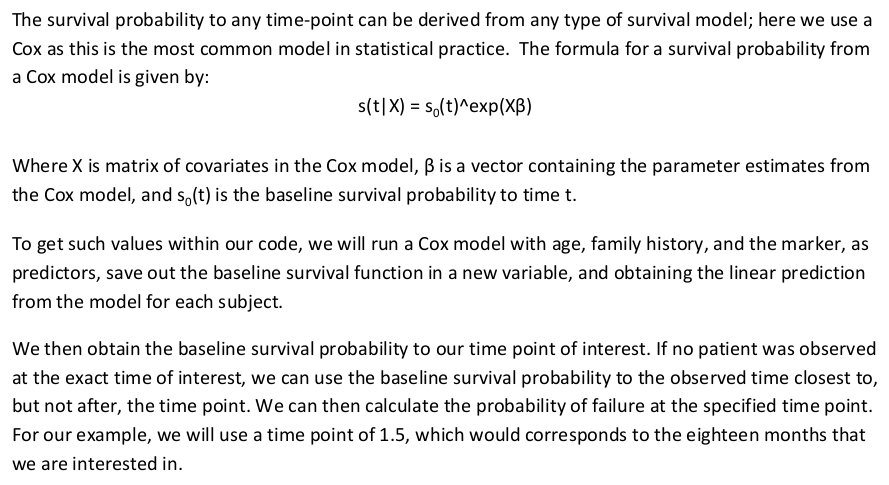 The survival probability to any time-point can be derived from any type of survival model; here we use a
Cox as this is the most common model in statistical practice.  The formula for a survival probability from
a Cox model is given by:
s(t|X) = s₀(t)^exp(Xβ)
Where X is matrix of covariates in the Cox model, β is a vector containing the parameter estimates from
the Cox model, and s₀(t) is the baseline survival probability to time t.
To get such values within our code, we will run a Cox model with age, family history, and the marker, as
predictors, save out the baseline survival function in a new variable, and obtaining the linear prediction
from the model for each subject.
We then obtain the baseline survival probability to our time point of interest. If no patient was observed
at the exact time of interest, we can use the baseline survival probability to the observed time closest to,
but not after, the time point. We can then calculate the probability of failure at the specified time point.
For our example, we will use a time point of 1.5, which would corresponds to the eighteen months that
we are interested in.